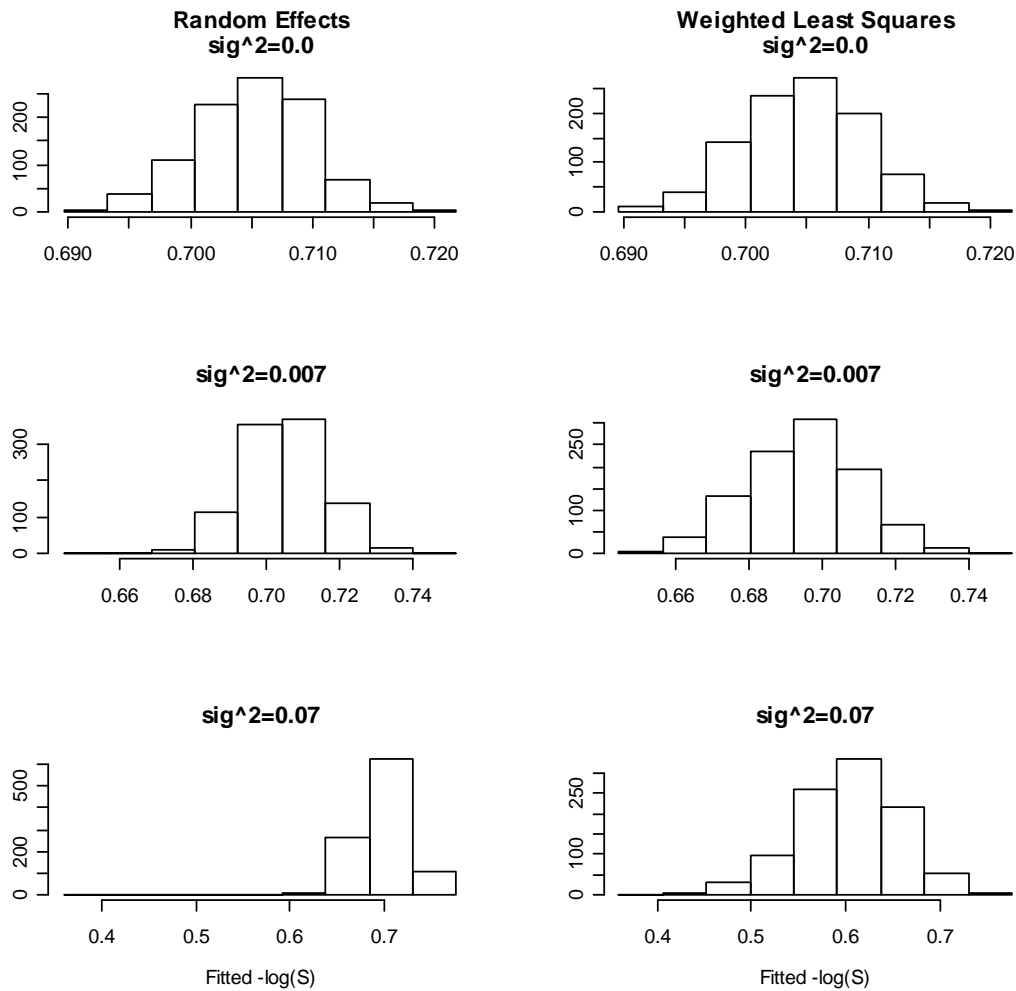 Random Effects
sig^2=0.0
Weighted Least Squares
sig^2=0.0
0 100 200
0.690 0.700 0.710 0.720
0 100 200
0.690 0.700 0.710 0.720
sig^2=0.007
sig^2=0.007
0 100 300
0.66 0.68 0.70 0.72 0.74
0 100 250
0.66 0.68 0.70 0.72 0.74
sig^2=0.07
sig^2=0.07
0 200 500
0.4 0.5 0.6 0.7
0 100 250
0.4 0.5 0.6 0.7
Fitted -log(S)
Fitted -log(S)